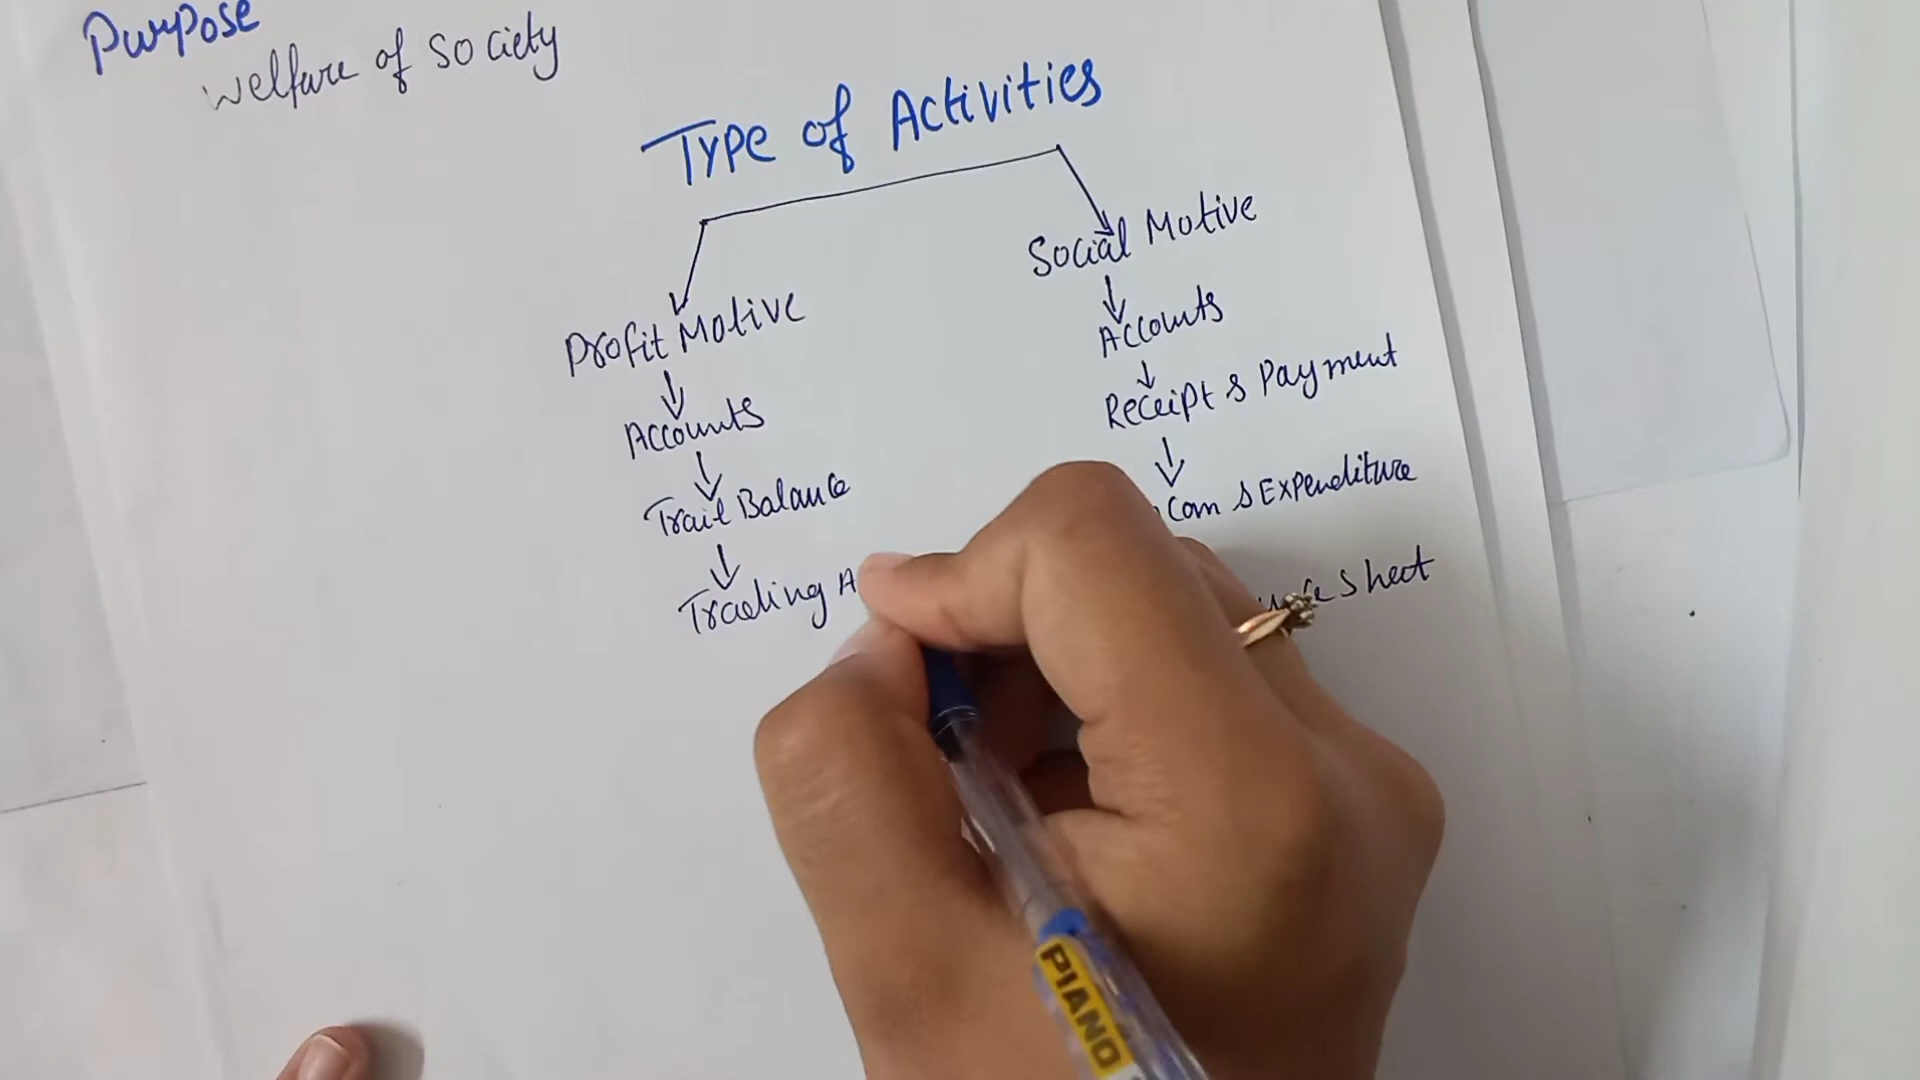 Purpose
welfare of society
Type of Activities
Profit Motive
Accounts
Trail Balance
Trading A
Social Motive
Accounts
Receipt & Payment
Com & Expenditure
Sheet
PIANO